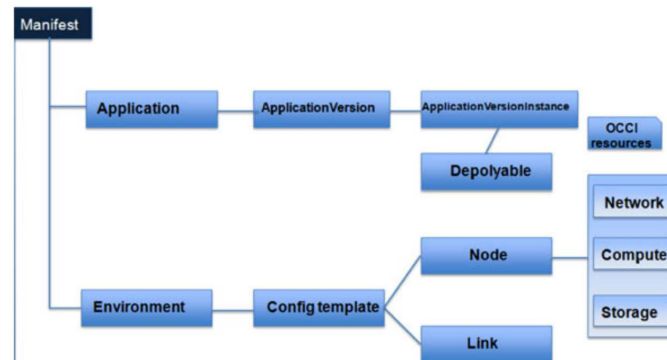 Manifest
Application
ApplicationVersion
ApplicationVersionInstance
OCCI
resources
Depolyable
Network
Node
Compute
Environment
Config template
Storage
Link